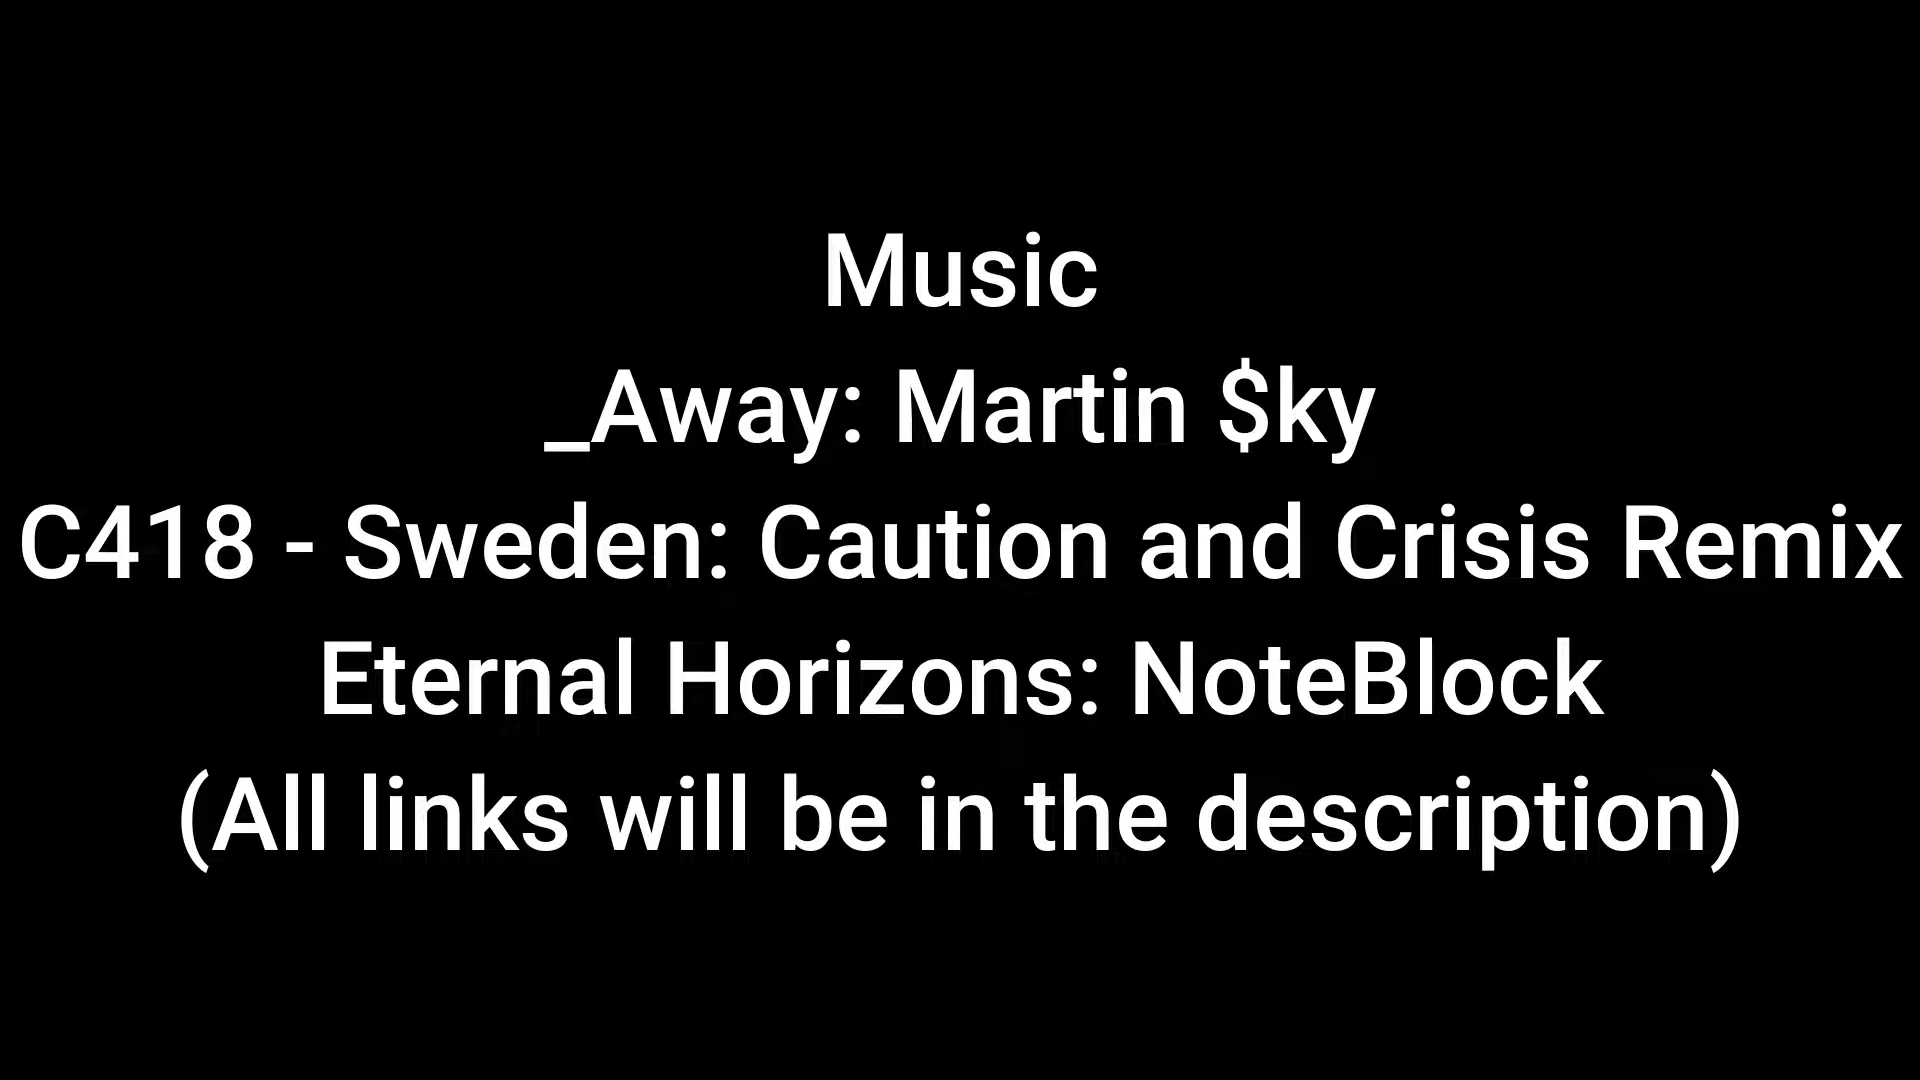 Music
_Away: Martin $ky
C418 - Sweden: Caution and Crisis Remix
Eternal Horizons: NoteBlock
(All links will be in the description)